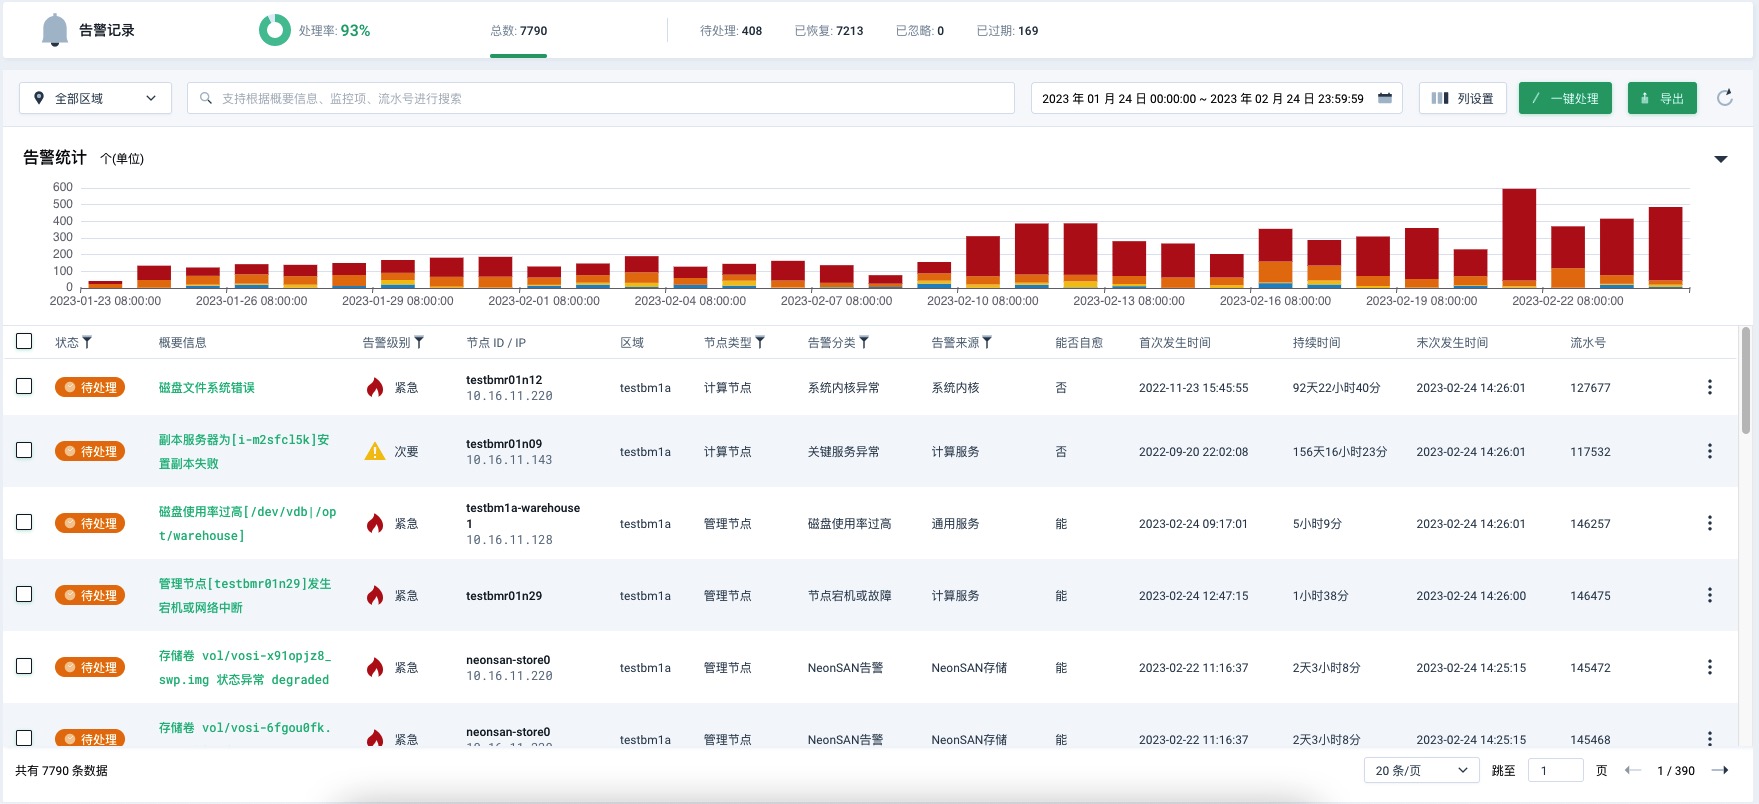 告警记录
处理率: 93%
总数: 7790
待处理: 408
已恢复: 7213
已忽略: 0
已过期: 169
全部区域
支持根据概要信息、监控项、流水号进行搜索
2023 年 01 月 24 日 00:00:00 ~ 2023 年 02 月 24 日 23:59:59
列设置
一键处理
导出
告警统计 个(单位)
600
500
400
300
200
100
0
2023-01-23 08:00:00
2023-01-26 08:00:00
2023-01-29 08:00:00
2023-02-01 08:00:00
2023-02-04 08:00:00
2023-02-07 08:00:00
2023-02-10 08:00:00
2023-02-13 08:00:00
2023-02-16 08:00:00
2023-02-19 08:00:00
2023-02-22 08:00:00
状态 概要信息 告警级别 节点 ID / IP 区域 节点类型 告警分类 告警来源 能否自愈 首次发生时间 持续时间 末次发生时间 流水号
待处理
磁盘文件系统错误
紧急
testbmr01n12
10.16.11.220
testbm1a
计算节点
系统内核异常
系统内核
否
2022-11-23 15:45:55
92天22小时40分
2023-02-24 14:26:01
127677
待处理
副本服务器为[i-m2sfcl5k]安
置副本失败
次要
testbmr01n09
10.16.11.143
testbm1a
计算节点
关键服务异常
计算服务
否
2022-09-20 22:02:08
156天16小时23分
2023-02-24 14:26:01
117532
待处理
磁盘使用率过高[/dev/vdb|/op
t/warehouse]
紧急
testbm1a-warehouse
1
10.16.11.128
testbm1a
管理节点
磁盘使用率过高
通用服务
能
2023-02-24 09:17:01
5小时9分
2023-02-24 14:26:01
146257
待处理
管理节点[testbmr01n29]发生
宕机或网络中断
紧急
testbmr01n29
testbm1a
管理节点
节点宕机或故障
计算服务
能
2023-02-24 12:47:15
1小时38分
2023-02-24 14:26:00
146475
待处理
存储卷 vol/vosi-x91opjz8_
swp.img 状态异常 degraded
紧急
neonsan-store0
10.16.11.220
testbm1a
管理节点
NeonSAN告警
NeonSAN存储
能
2023-02-22 11:16:37
2天3小时8分
2023-02-24 14:25:15
145472
待处理
存储卷 vol/vosi-6fgou0fk.
紧急
neonsan-store0
testbm1a
管理节点
NeonSAN告警
NeonSAN存储
能
2023-02-22 11:16:37
2天3小时8分
2023-02-24 14:25:15
145468
共有 7790 条数据
20 条/页
跳至
1
页
1 / 390